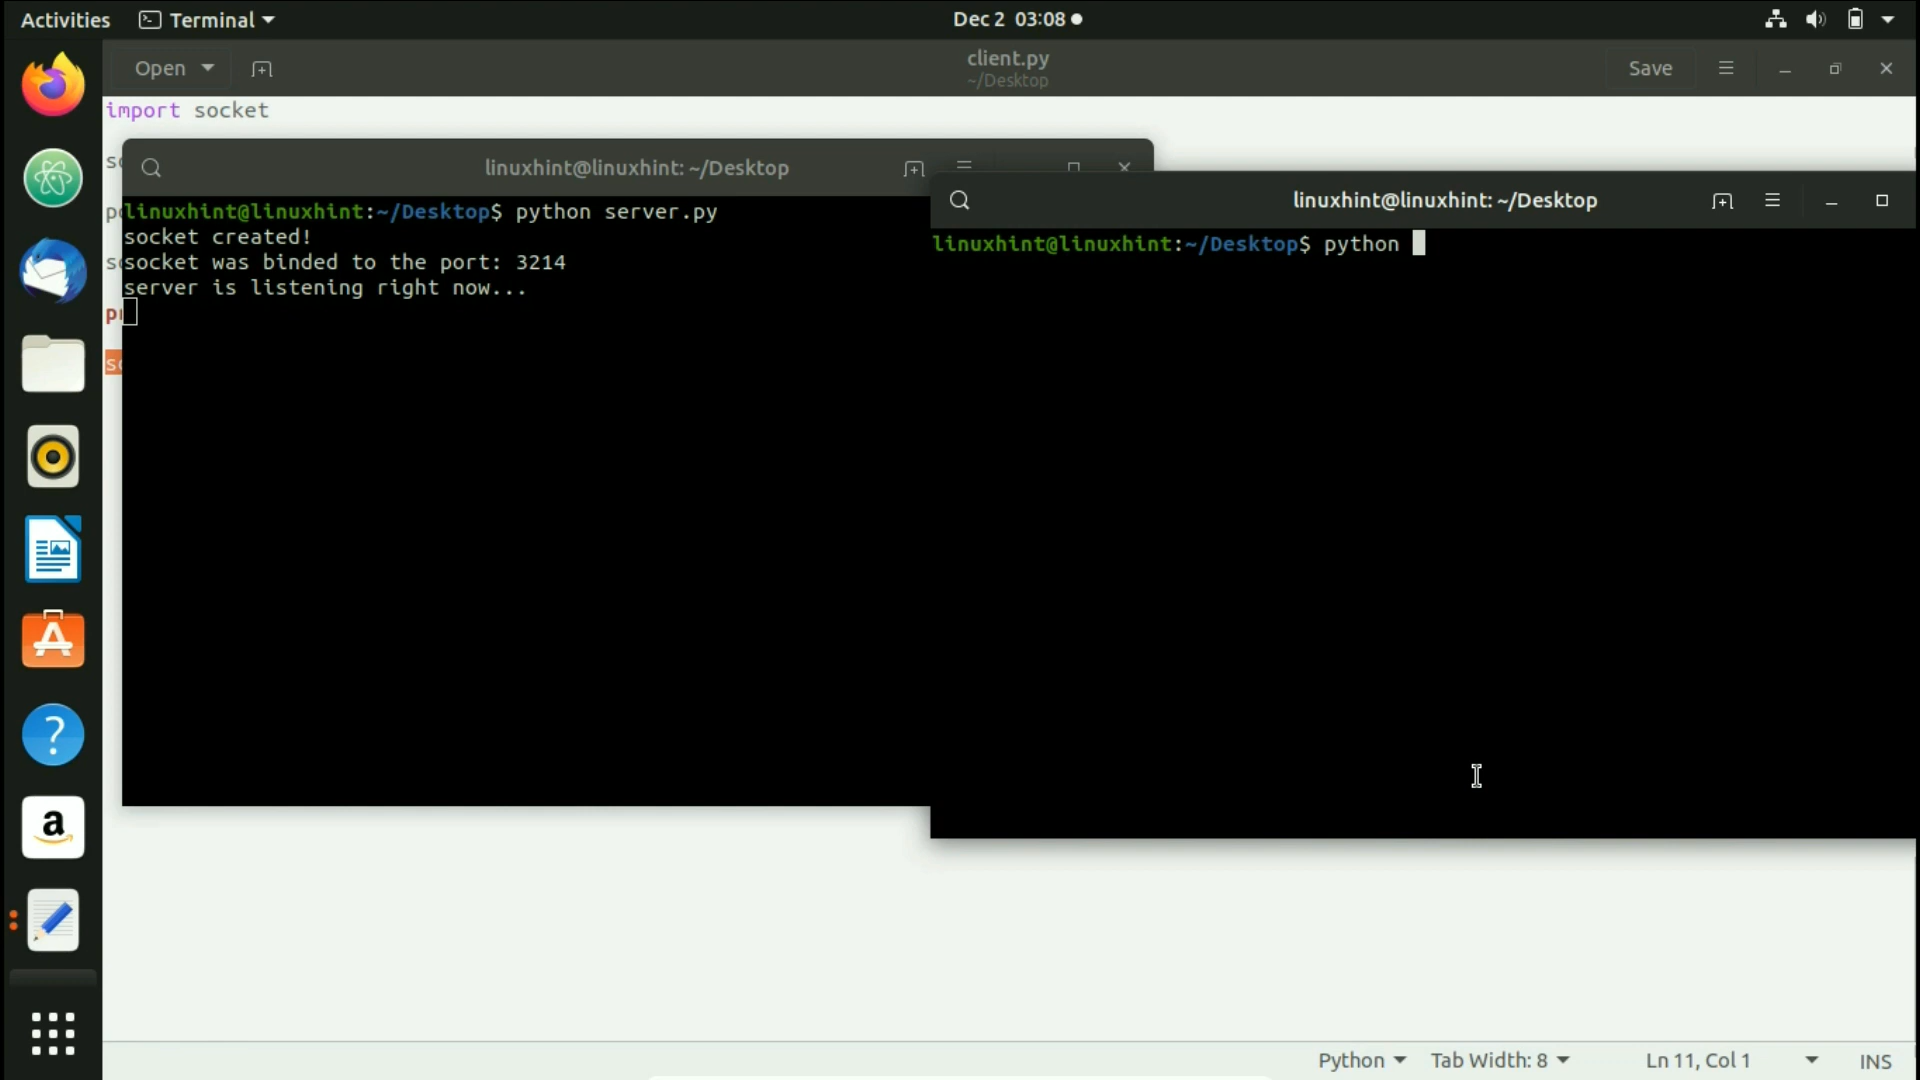 Activities Terminal Dec 2 03:08
Open client.py Save
~/Desktop
import socket
linuxhint@linuxhint: ~/Desktop
linuxhint@linuxhint:~/Desktop$ python server.py
socket created!
socket was binded to the port: 3214
server is listening right now...
linuxhint@linuxhint: ~/Desktop
linuxhint@linuxhint:~/Desktop$ python
Python Tab Width: 8 Ln 11, Col 1 INS